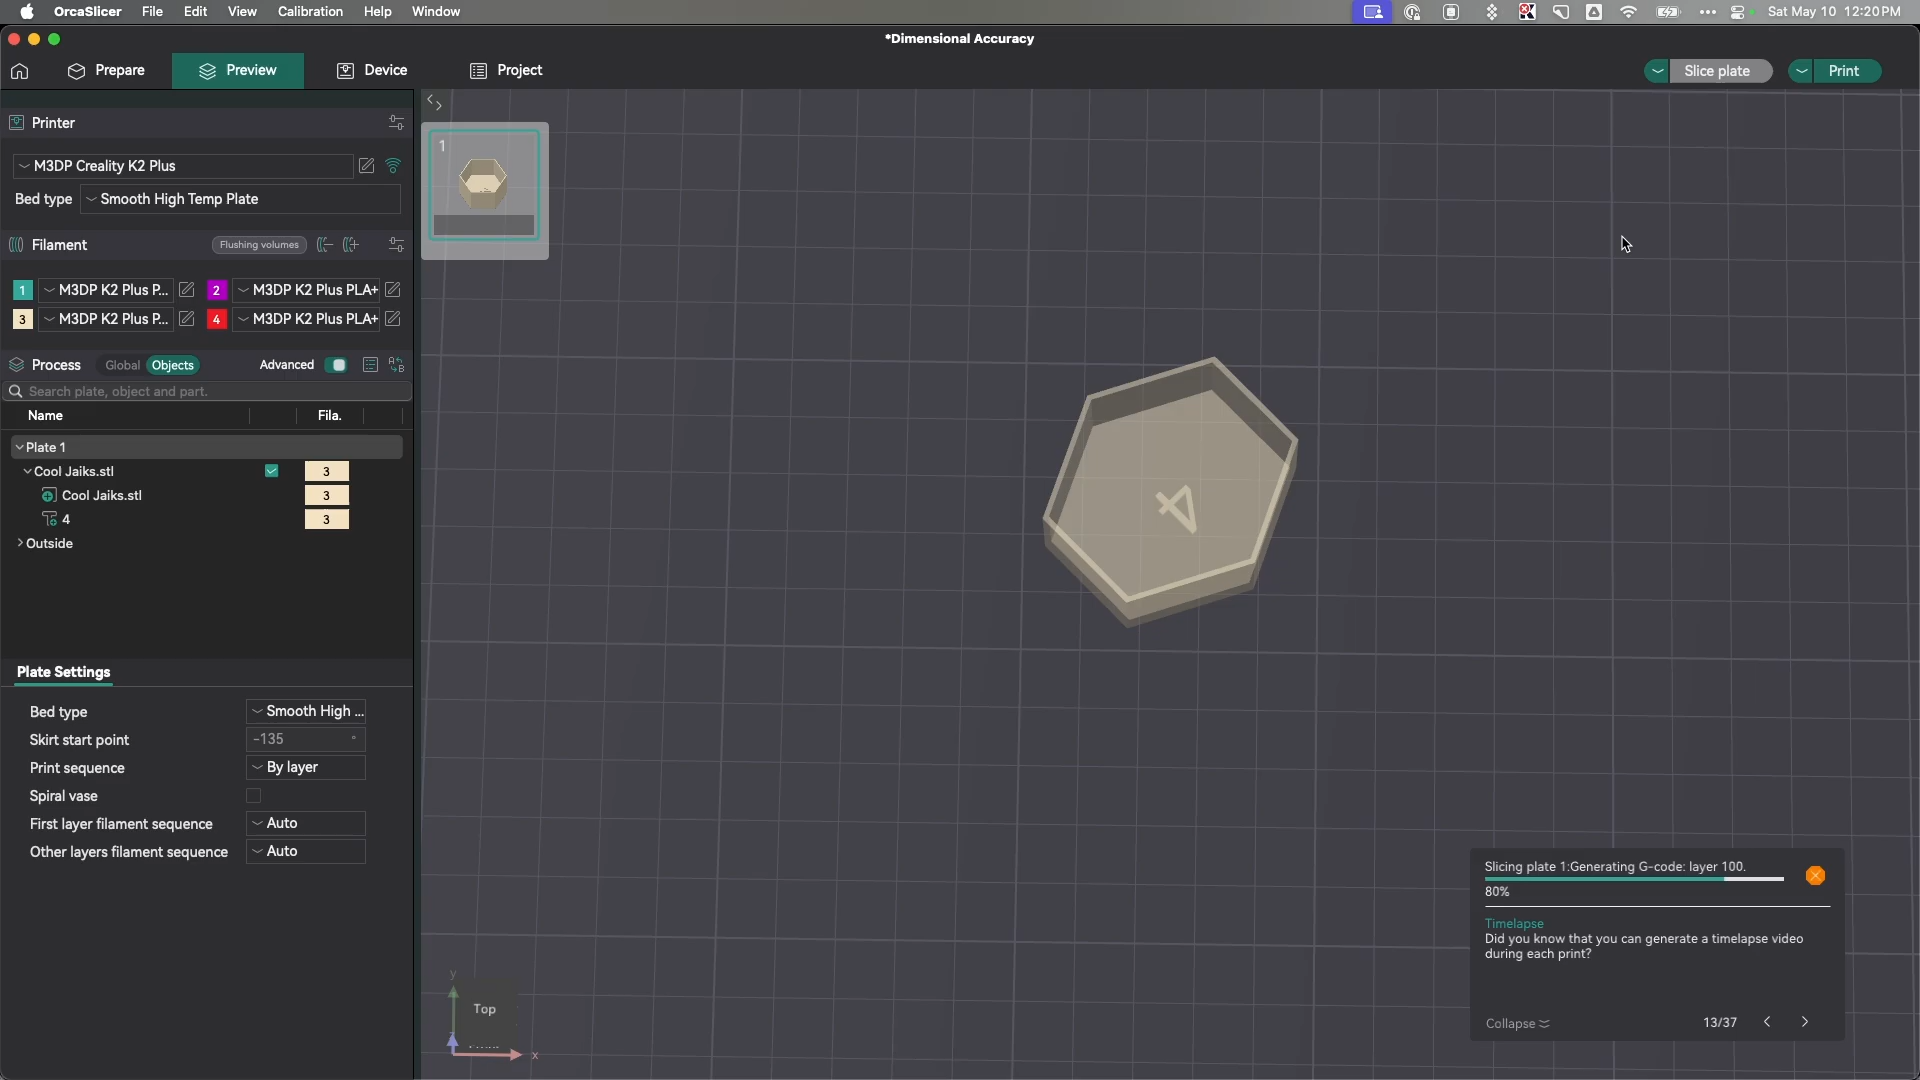 OrcaSlicer File Edit View Calibration Help Window
Sat May 10 12:20 PM
*Dimensional Accuracy
Prepare
Preview
Device
Project
Slice plate
Print
Printer
M3DP Creality K2 Plus
Bed type
Smooth High Temp Plate
Filament
Flushing volumes
1 M3DP K2 Plus P...
2 M3DP K2 Plus PLA+
3 M3DP K2 Plus P...
4 M3DP K2 Plus PLA+
Process
Global
Objects
Advanced
Search plate, object and part.
Name
Fila.
Plate 1
Cool Jaiks.stl 3
Cool Jaiks.stl 3
4 3
Outside
Plate Settings
Bed type Smooth High ...
Skirt start point -135 °
Print sequence By layer
Spiral vase
First layer filament sequence Auto
Other layers filament sequence Auto
1
4
y
Top
x
Slicing plate 1:Generating G-code: layer 100.
80%
Timelapse
Did you know that you can generate a timelapse video
during each print?
Collapse
13/37